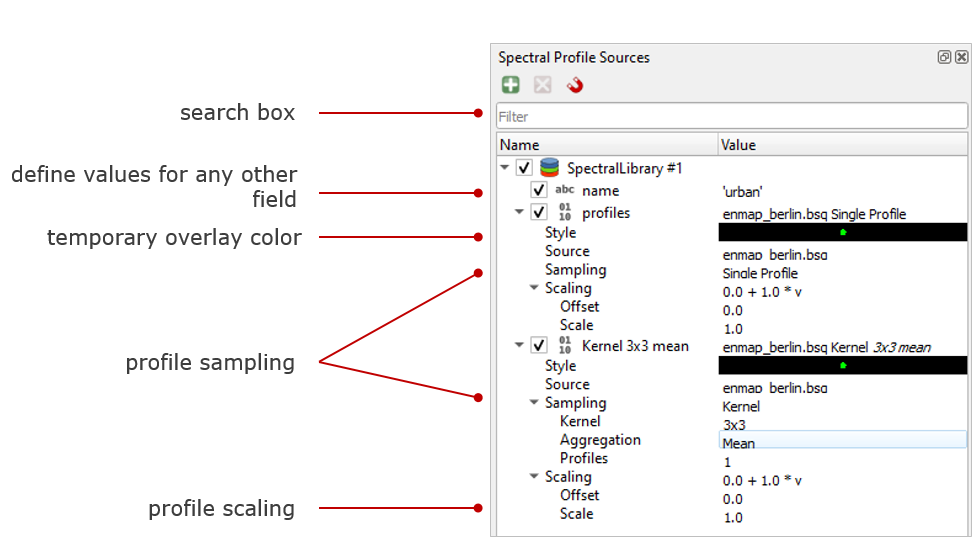 Spectral Profile Sources
search box
Filter
Name Value
SpectralLibrary #1
define values for any other
field
abc name 'urban'
01
10 profiles enmap_berlin.bsq Single Profile
temporary overlay color
Style
Source enmap_berlin.bsq
Sampling Single Profile
Scaling 0.0 + 1.0 * v
Offset 0.0
Scale 1.0
profile sampling
01
10 Kernel 3x3 mean enmap_berlin.bsq Kernel 3x3 mean
Style
Source enmap_berlin.bsq
Sampling Kernel
Kernel 3x3
Aggregation Mean
Profiles 1
Scaling 0.0 + 1.0 * v
Offset 0.0
profile scaling
Scale 1.0